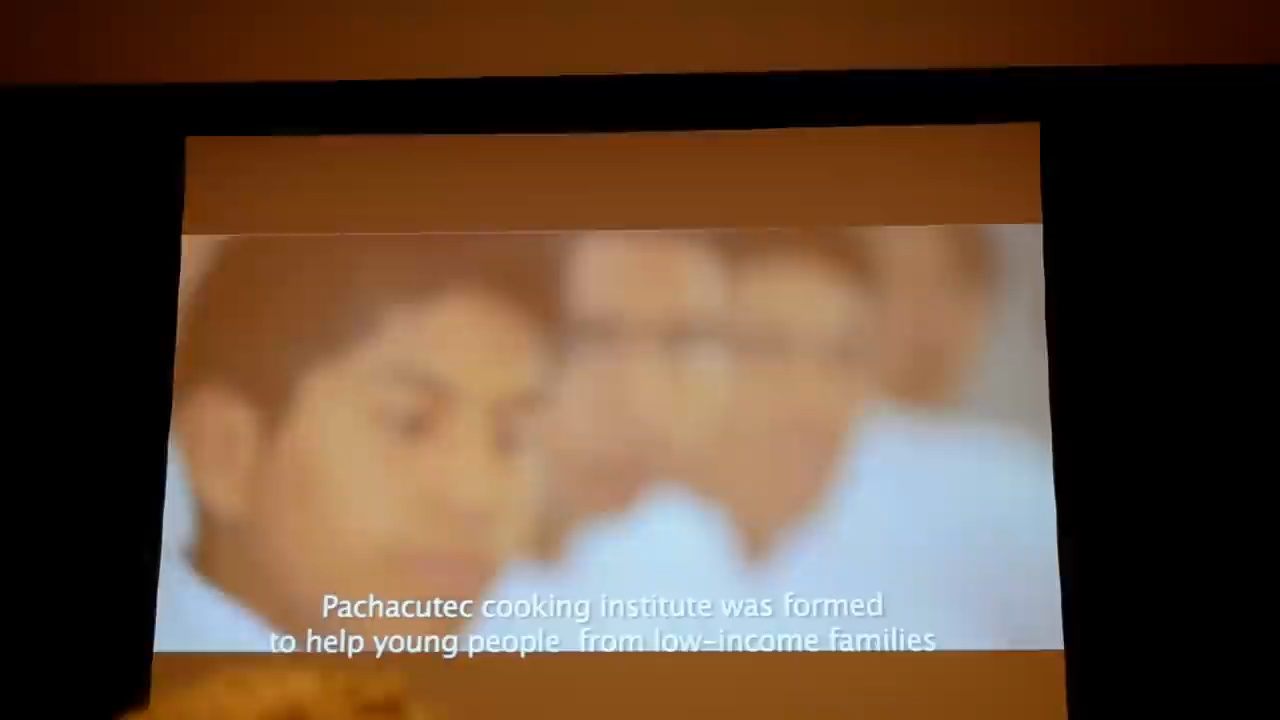 Pachacutec cooking institute was formed
to help young people from low-income families